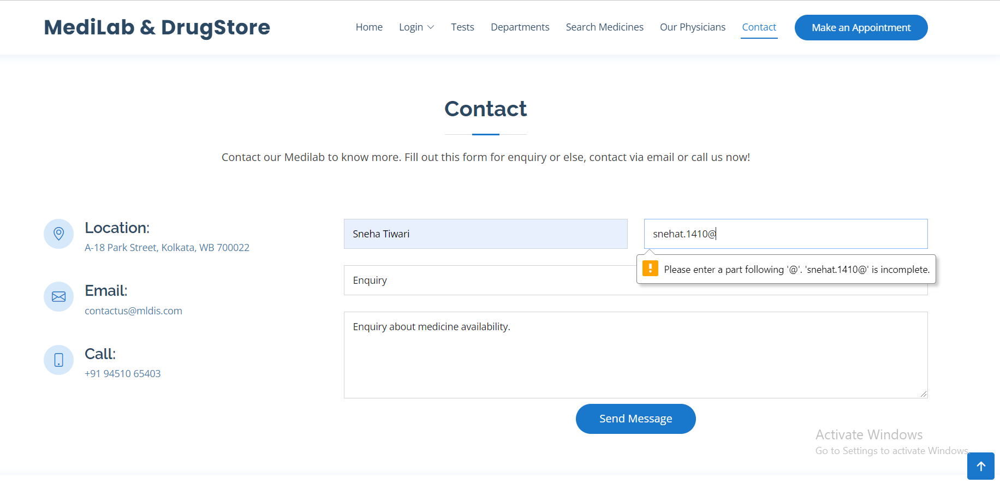 MediLab & DrugStore
Home Login Tests Departments Search Medicines Our Physicians Contact Make an Appointment
Contact
Contact our Medilab to know more. Fill out this form for enquiry or else, contact via email or call us now!
Location:
A-18 Park Street, Kolkata, WB 700022
Email:
contactus@mldis.com
Call:
+91 94510 65403
Sneha Tiwari
snehat.1410@
Please enter a part following '@'. 'snehat.1410@' is incomplete.
Enquiry
Enquiry about medicine availability.
Send Message
Activate Windows
Go to Settings to activate Windows.